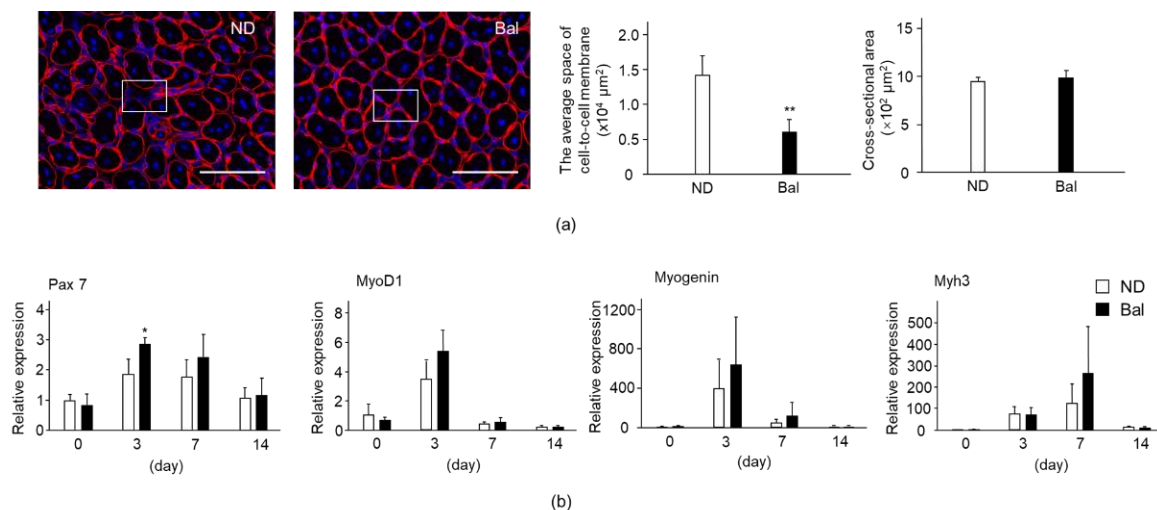 ND
Bal
The average space of
cell-to-cell membrane
(x10⁴ μm²)
2.0
1.5
1.0
0.5
0
**
ND
Bal
Cross-sectional area
(×10² μm²)
15
10
5
0
ND
Bal
(a)
Pax 7
Relative expression
4
3
2
1
0
*
0
3
7
14
(day)
MyoD1
Relative expression
8
6
4
2
0
0
3
7
14
(day)
Myogenin
Relative expression
1200
800
400
0
0
3
7
14
(day)
Myh3
ND
Bal
Relative expression
500
400
300
200
100
0
0
3
7
14
(day)
(b)